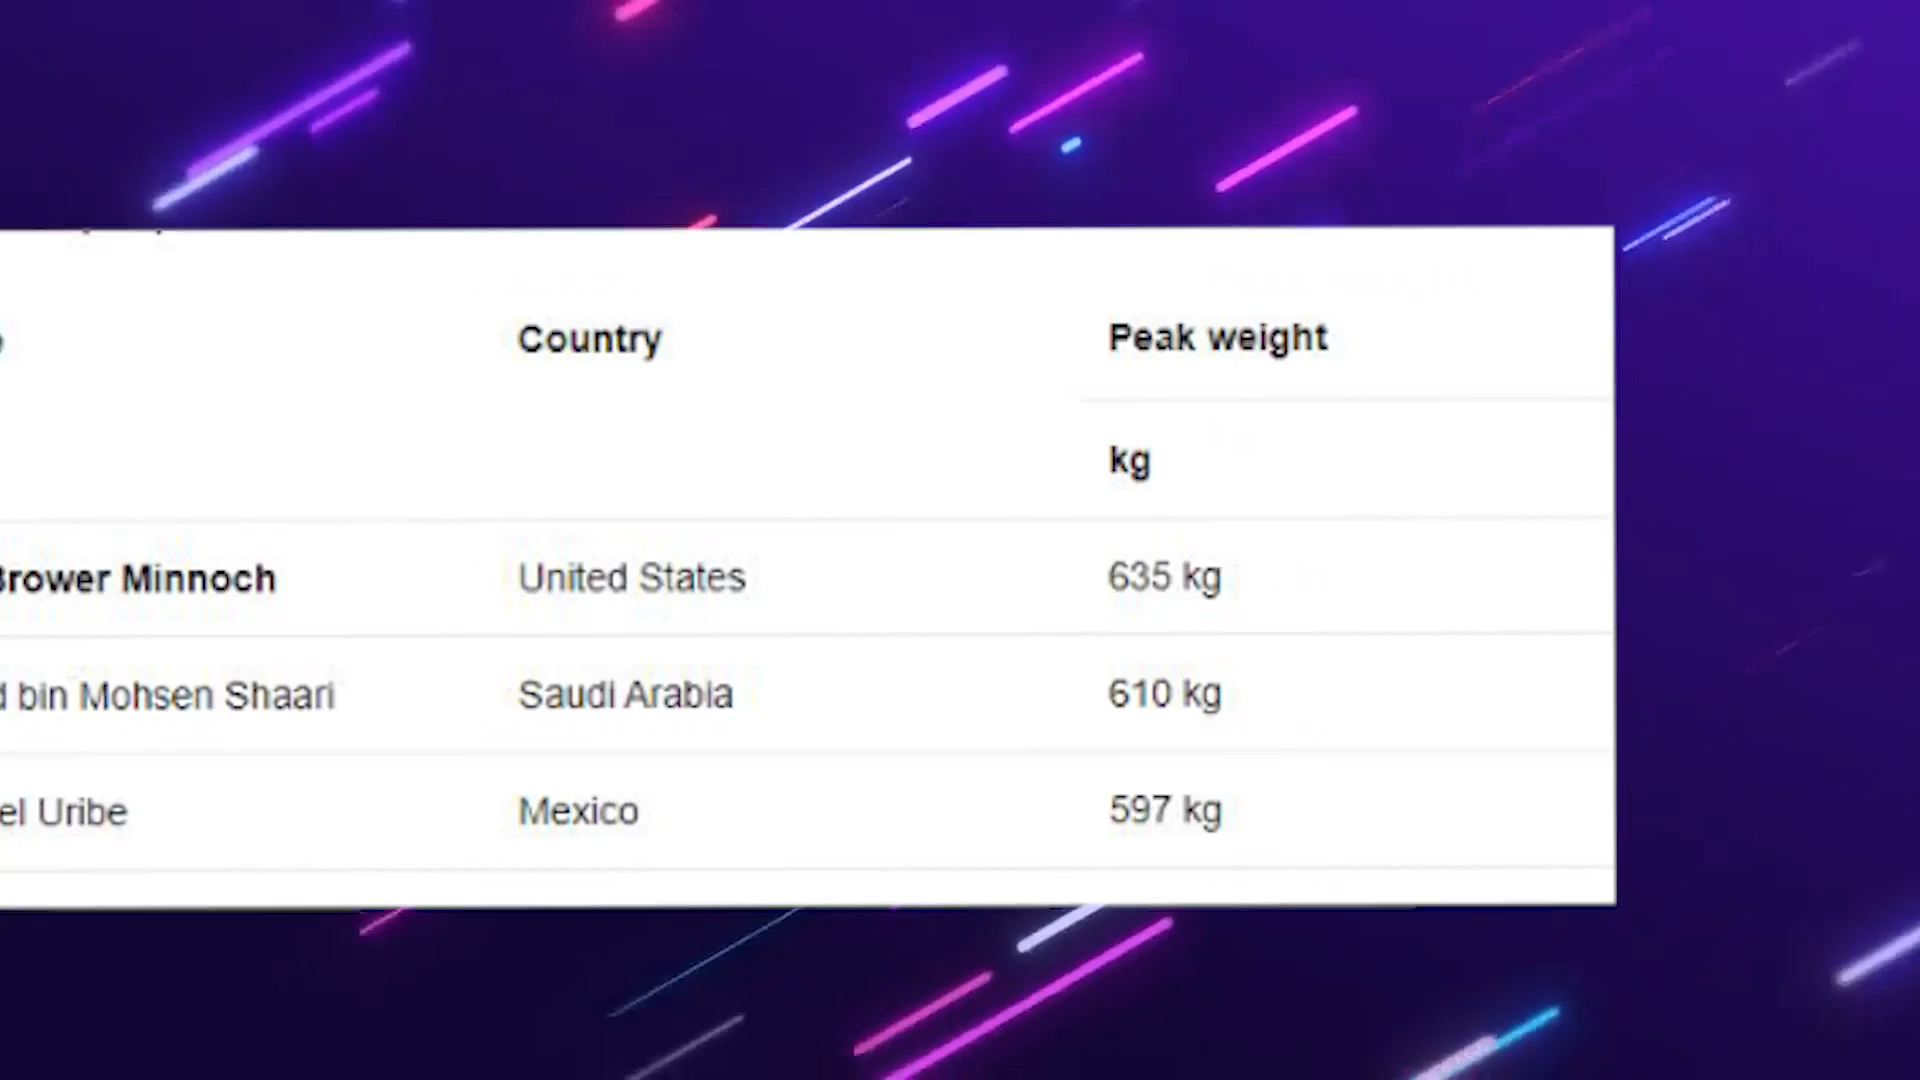 Country Peak weight
kg
Brower Minnoch United States 635 kg
bin Mohsen Shaari Saudi Arabia 610 kg
el Uribe Mexico 597 kg